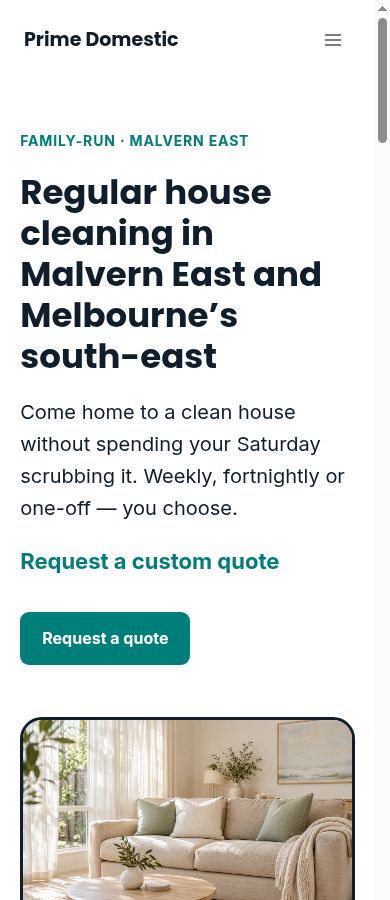 Prime Domestic
FAMILY-RUN · MALVERN EAST
Regular house
cleaning in
Malvern East and
Melbourne’s
south-east
Come home to a clean house
without spending your Saturday
scrubbing it. Weekly, fortnightly or
one-off — you choose.
Request a custom quote
Request a quote